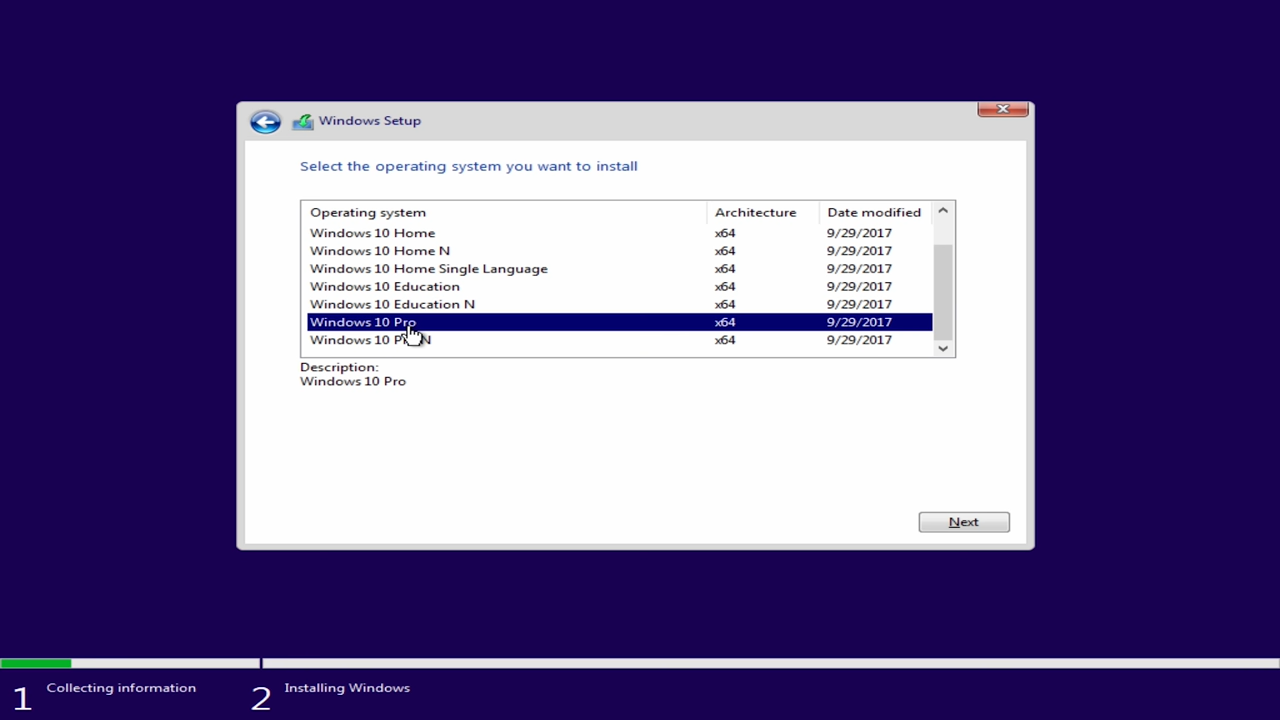 Windows Setup
Select the operating system you want to install
Operating system Architecture Date modified
Windows 10 Home x64 9/29/2017
Windows 10 Home N x64 9/29/2017
Windows 10 Home Single Language x64 9/29/2017
Windows 10 Education x64 9/29/2017
Windows 10 Education N x64 9/29/2017
Windows 10 Pro x64 9/29/2017
Windows 10 Pro N x64 9/29/2017
Description:
Windows 10 Pro
Next
1 Collecting information 2 Installing Windows